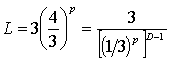 L = 3(4/3)^p = 3/[(1/3)^p]^{D-1}